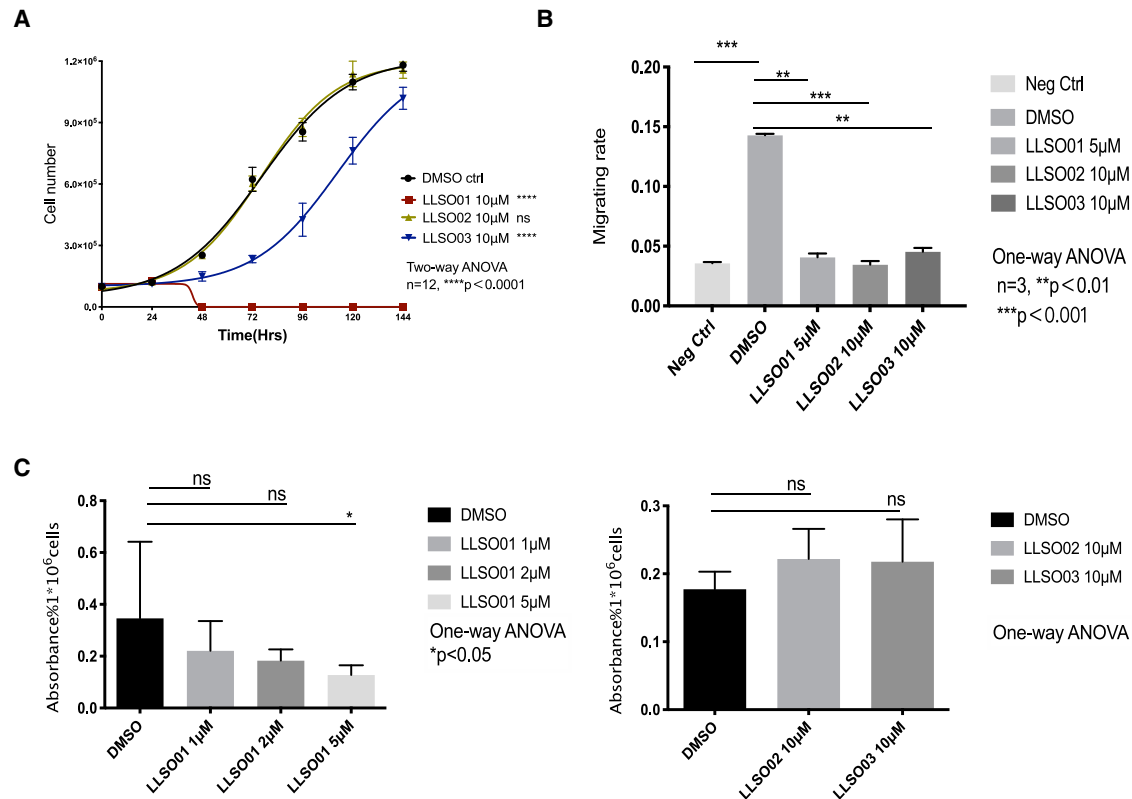 A
1.2×10⁶
9.0×10⁵
6.0×10⁵
3.0×10⁵
0.0
Cell number
0 24 48 72 96 120 144
Time(Hrs)
DMSO ctrl
LLSO01 10μM ****
LLSO02 10μM ns
LLSO03 10μM ****
Two-way ANOVA
n=12, ****p<0.0001
B
0.20
0.15
0.10
0.05
0.00
Migrating rate
***
**
***
**
Neg Ctrl
DMSO
LLSO01 5μM
LLSO02 10μM
LLSO03 10μM
Neg Ctrl
DMSO
LLSO01 5μM
LLSO02 10μM
LLSO03 10μM
One-way ANOVA
n=3, **p<0.01
***p<0.001
C
0.8
0.6
0.4
0.2
0.0
Absorbance%1*10⁶cells
ns
ns
*
DMSO
LLSO01 1μM
LLSO01 2μM
LLSO01 5μM
DMSO
LLSO01 1μM
LLSO01 2μM
LLSO01 5μM
One-way ANOVA
*p<0.05
0.3
0.2
0.1
0.0
Absorbance%1*10⁶cells
ns
ns
DMSO
LLSO02 10μM
LLSO03 10μM
DMSO
LLSO02 10μM
LLSO03 10μM
One-way ANOVA